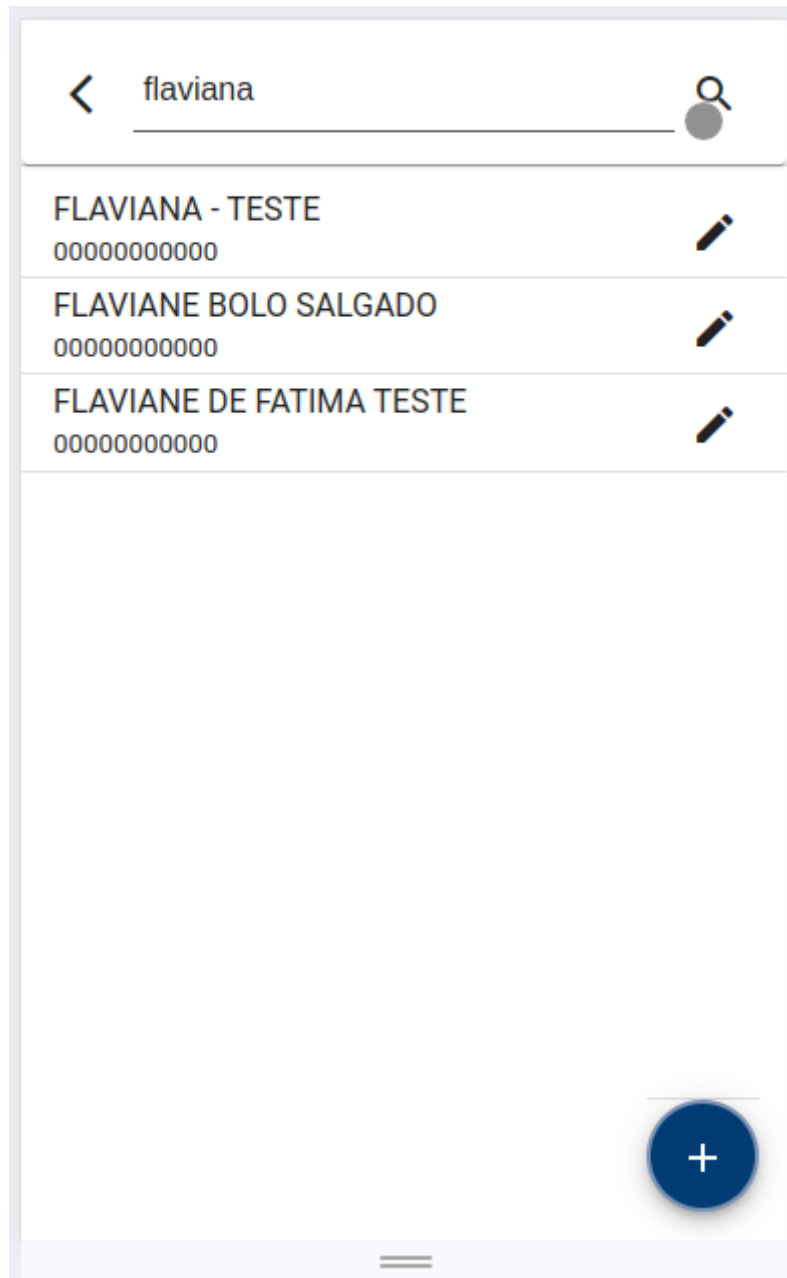 flaviana
FLAVIANA - TESTE
00000000000
FLAVIANE BOLO SALGADO
00000000000
FLAVIANE DE FATIMA TESTE
00000000000
+